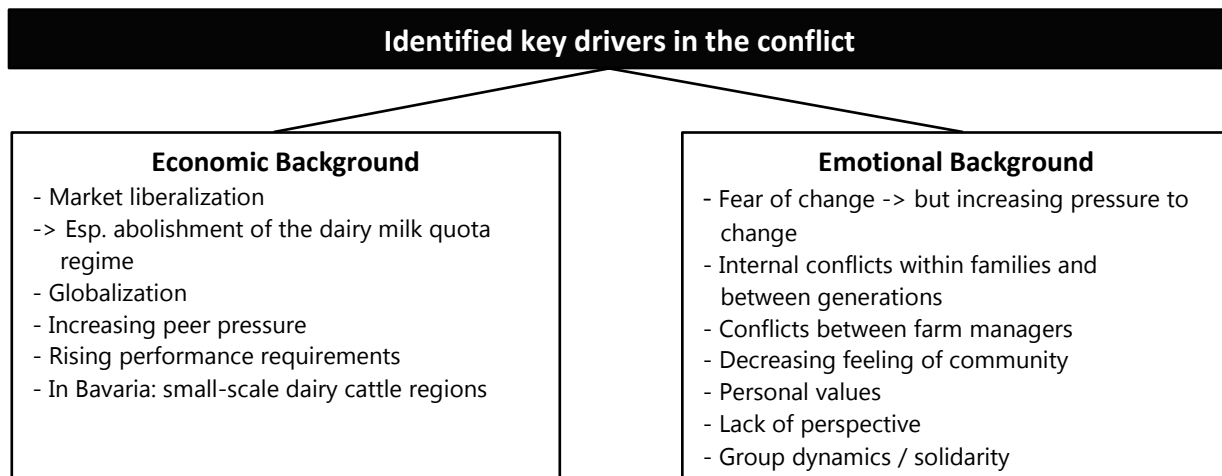 Identified key drivers in the conflict
Economic Background
- Market liberalization
-> Esp. abolishment of the dairy milk quota
regime
- Globalization
- Increasing peer pressure
- Rising performance requirements
- In Bavaria: small-scale dairy cattle regions
Emotional Background
- Fear of change -> but increasing pressure to
change
- Internal conflicts within families and
between generations
- Conflicts between farm managers
- Decreasing feeling of community
- Personal values
- Lack of perspective
- Group dynamics / solidarity